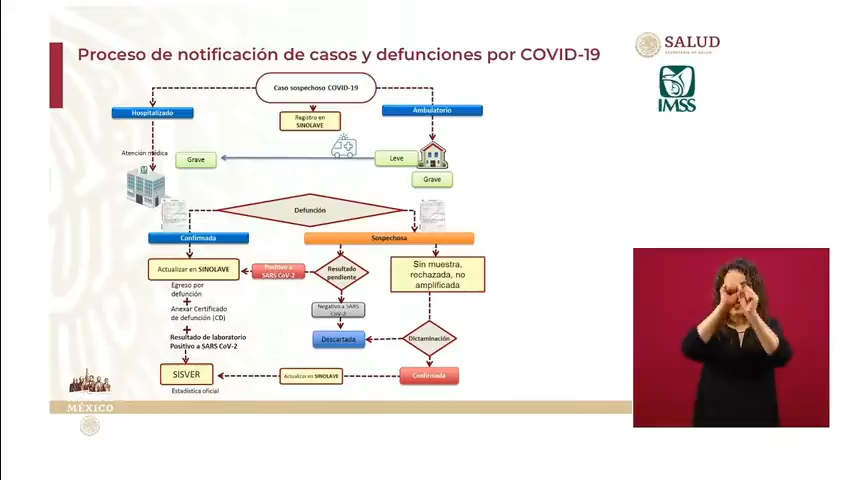 Proceso de notificación de casos y defunciones por COVID-19
SALUD
SECRETARÍA DE SALUD
IMSS
Caso sospechoso COVID-19
Hospitalizado
Registro en
SINOLAVE
Ambulatorio
Atención médica
Grave
Leve
Grave
Defunción
Confirmada
Sospechosa
Actualizar en SINOLAVE
Positivo a
SARS CoV-2
Resultado
pendiente
Sin muestra,
rechazada, no
amplificada
Egreso por
defunción
+
Anexar Certificado
de defunción (CD)
+
Resultado de laboratorio
Positivo a SARS CoV-2
Negativo a SARS
CoV-2
Descartada
Dictaminación
SISVER
Actualizar en SINOLAVE
Confirmada
Estadística oficial
MÉXICO